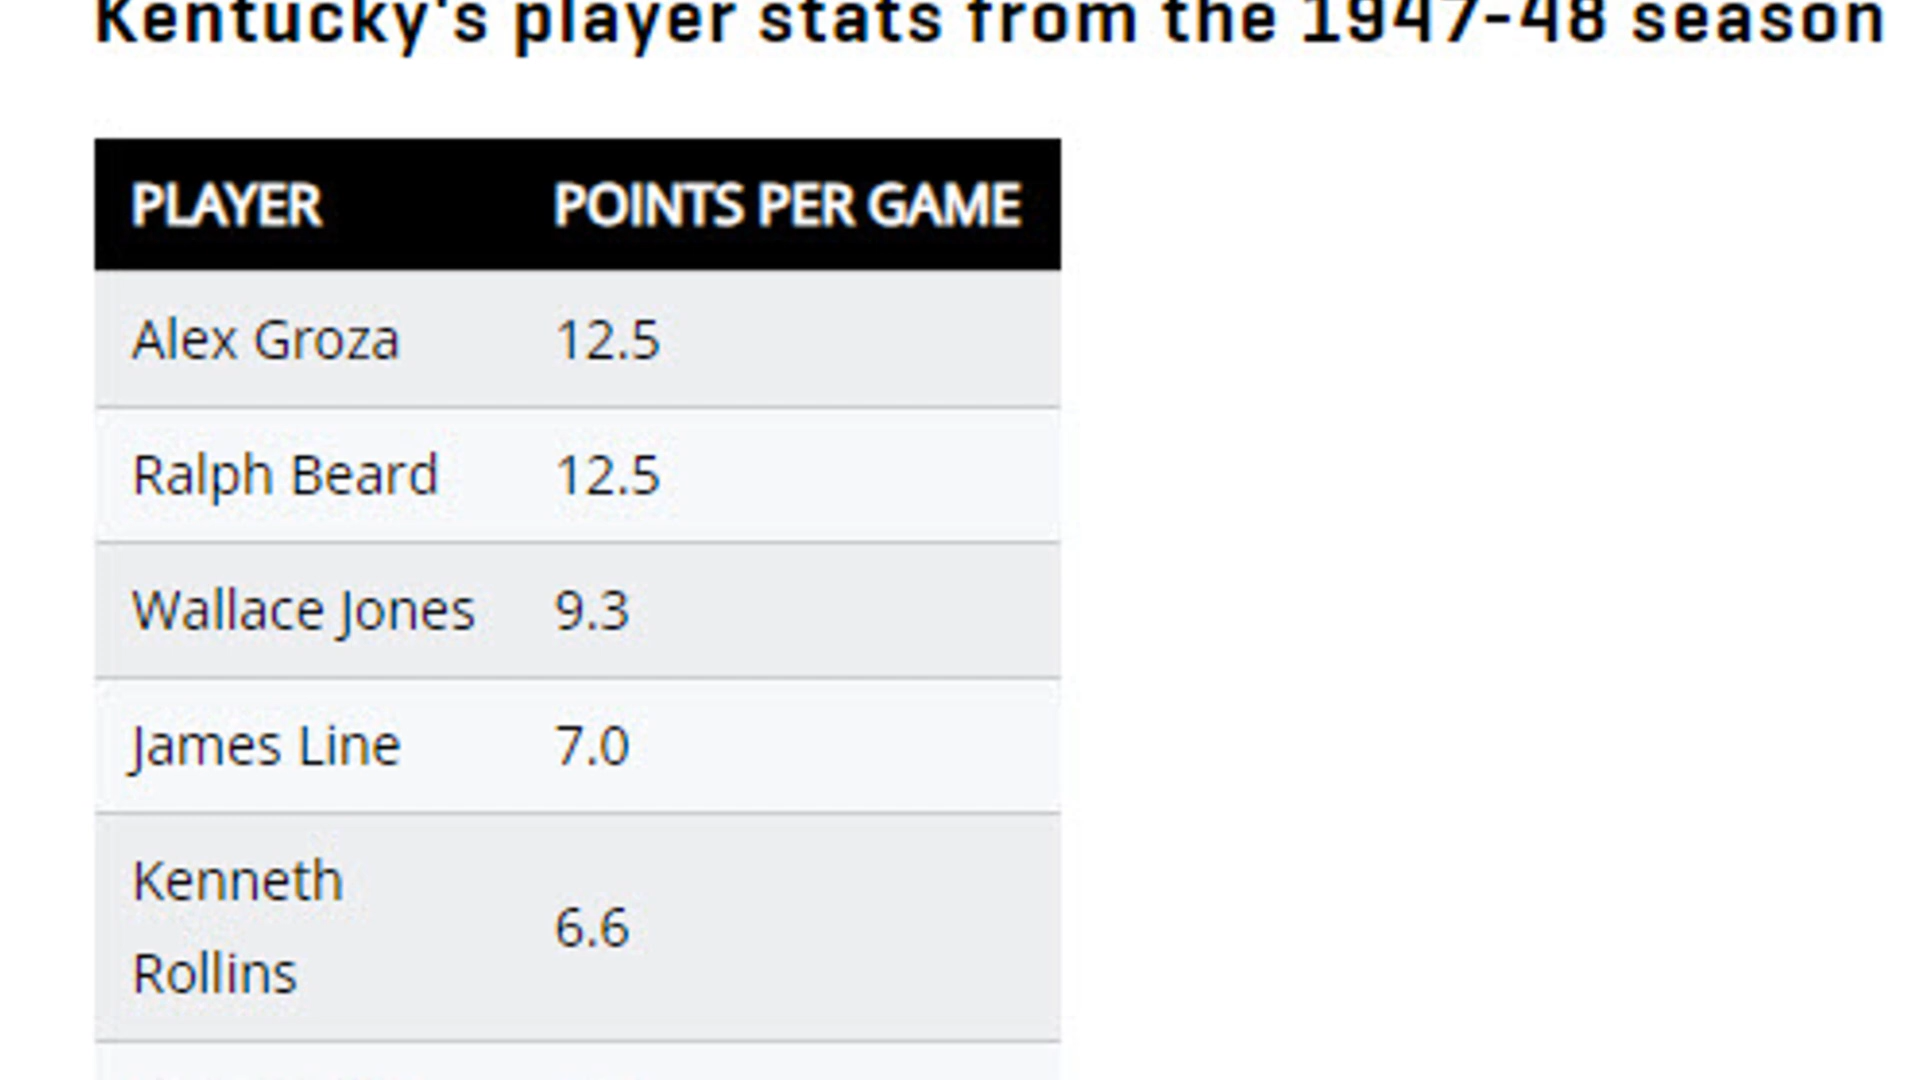 Kentucky's player stats from the 1947-48 season
PLAYER POINTS PER GAME
Alex Groza 12.5
Ralph Beard 12.5
Wallace Jones 9.3
James Line 7.0
Kenneth
Rollins 6.6